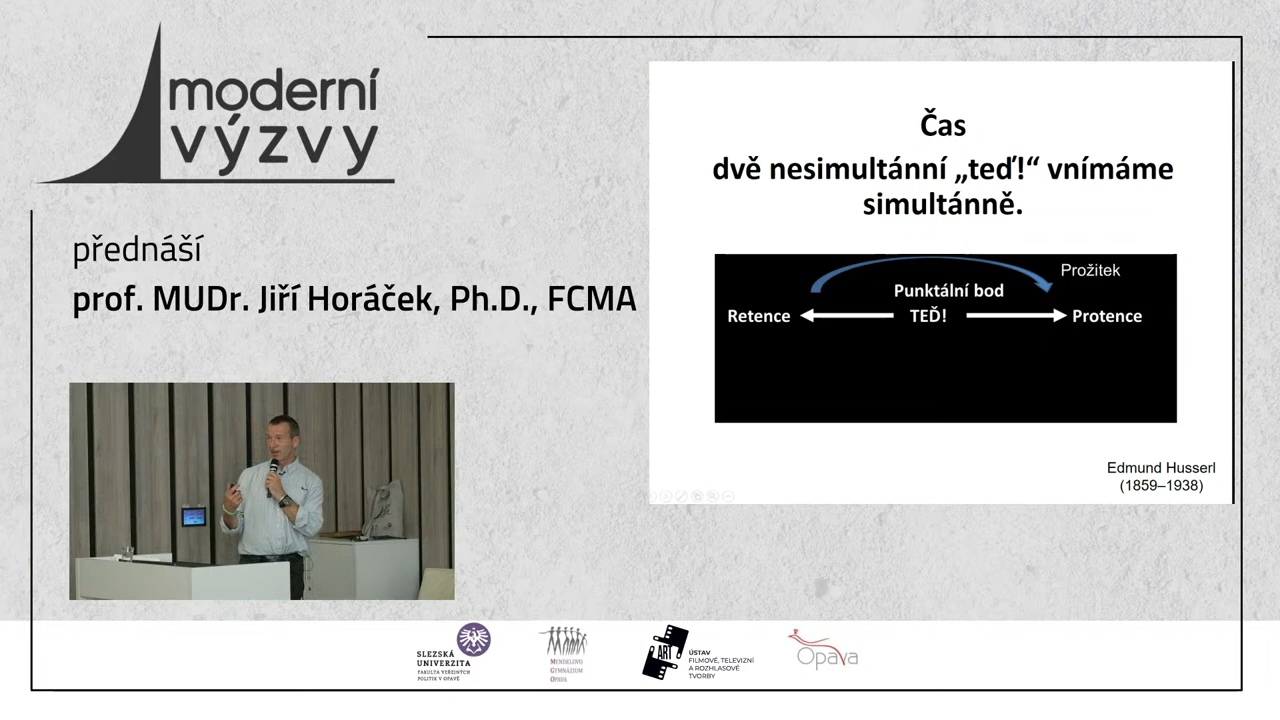 moderní
výzvy
přednáší
prof. MUDr. Jiří Horáček, Ph.D., FCMA
Čas
dvě nesimultánní „teď!“ vnímáme
simultánně.
Prožitek
Punktální bod
Retence
TEĎ!
Protence
Edmund Husserl
(1859–1938)
SLEZSKÁ
UNIVERZITA
FAKULTA VEŘEJNÝCH
POLITIK V OPAVĚ
MENDELOVO
GYMNÁZIUM
OPAVA
ART
ÚSTAV
FILMOVÉ, TELEVIZNÍ
A ROZHLASOVÉ
TVORBY
Opava